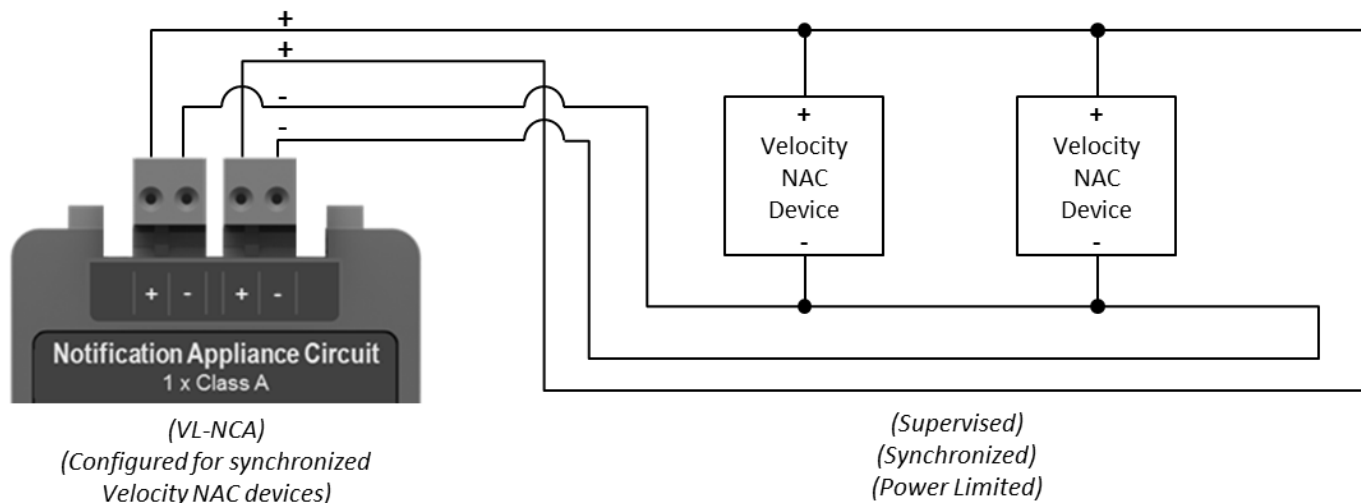 +
+
-
-
+
Velocity
NAC
Device
-
+
Velocity
NAC
Device
-
+ - + -
Notification Appliance Circuit
1 x Class A
(VL-NCA)
(Configured for synchronized
Velocity NAC devices)
(Supervised)
(Synchronized)
(Power Limited)